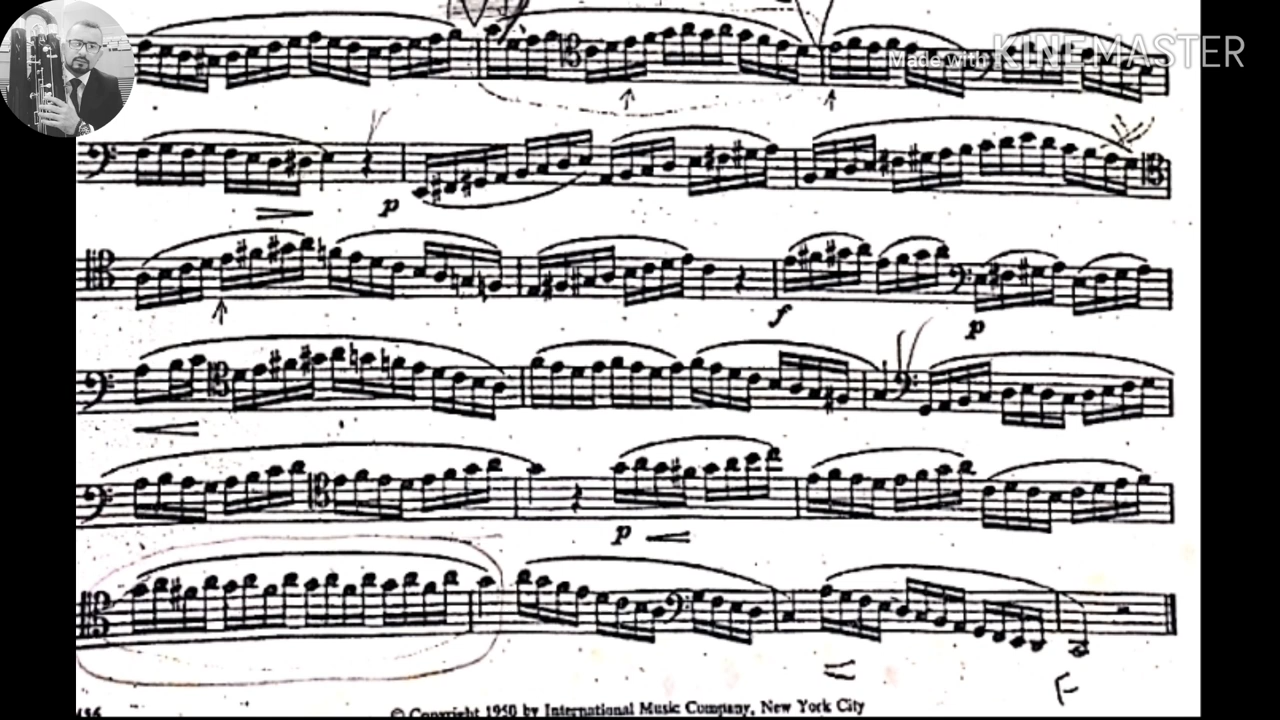 Made with KINEMASTER
p
f
p
p
F
© Copyright 1950 by International Music Company, New York City